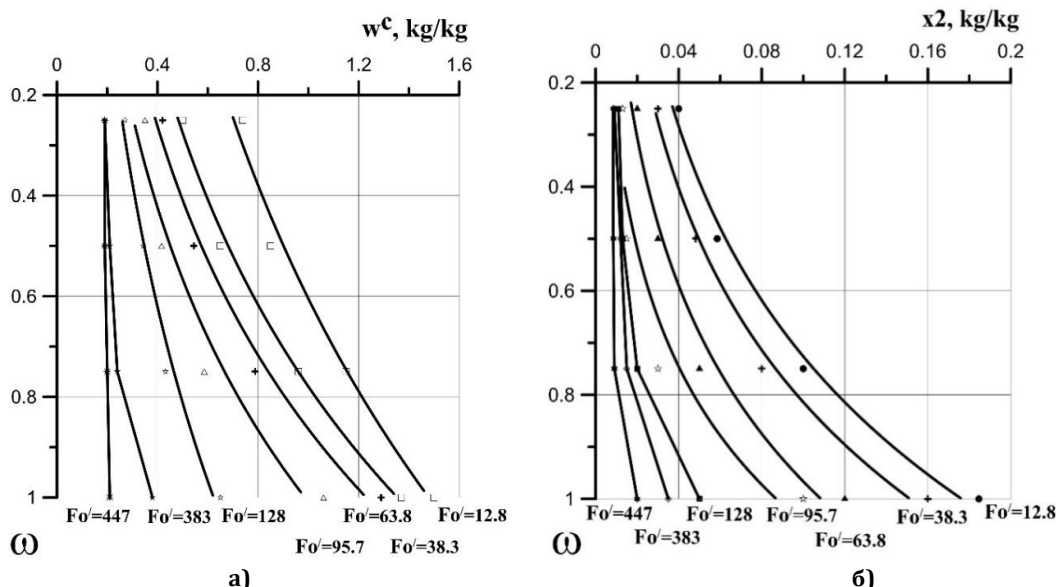 wᶜ, kg/kg
0 0.4 0.8 1.2 1.6
0.2
0.4
0.6
0.8
1
Fo/=447 Fo/=383 Fo/=128 Fo/=63.8 Fo/=12.8
Fo/=95.7 Fo/=38.3
ω
а)
x2, kg/kg
0 0.04 0.08 0.12 0.16 0.2
0.2
0.4
0.6
0.8
1
Fo/=447 Fo/=128 Fo/=95.7 Fo/=38.3 Fo/=12.8
Fo/=383 Fo/=63.8
ω
б)